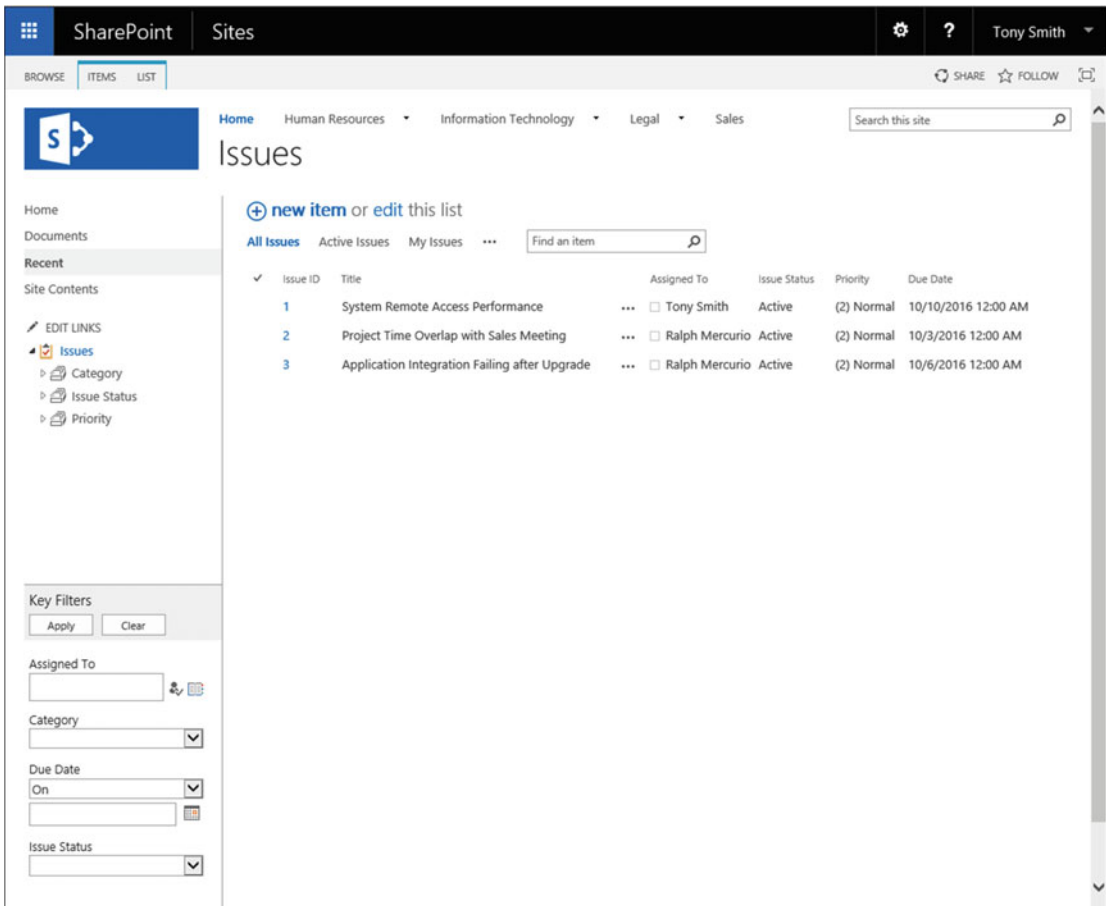 SharePoint Sites ? Tony Smith
BROWSE ITEMS LIST SHARE FOLLOW
S
Home Human Resources Information Technology Legal Sales Search this site
Issues
Home
Documents
Recent
Site Contents
EDIT LINKS
Issues
Category
Issue Status
Priority
new item or edit this list
All Issues Active Issues My Issues ••• Find an item
Issue ID Title Assigned To Issue Status Priority Due Date
1 System Remote Access Performance ••• Tony Smith Active (2) Normal 10/10/2016 12:00 AM
2 Project Time Overlap with Sales Meeting ••• Ralph Mercurio Active (2) Normal 10/3/2016 12:00 AM
3 Application Integration Failing after Upgrade ••• Ralph Mercurio Active (2) Normal 10/6/2016 12:00 AM
Key Filters
Apply Clear
Assigned To
Category
Due Date
On
Issue Status